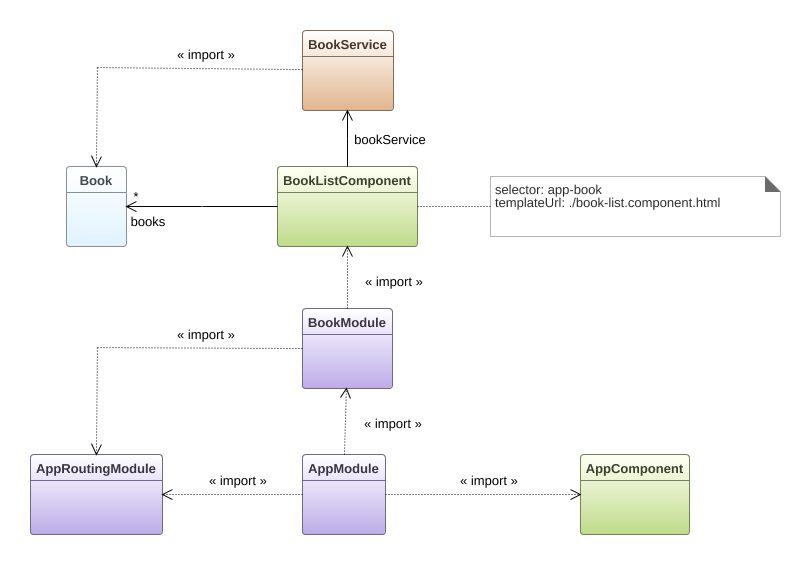 BookService
« import »
bookService
Book
BookListComponent
*
books
selector: app-book
templateUrl: ./book-list.component.html
« import »
BookModule
« import »
« import »
AppRoutingModule
« import »
AppModule
« import »
AppComponent